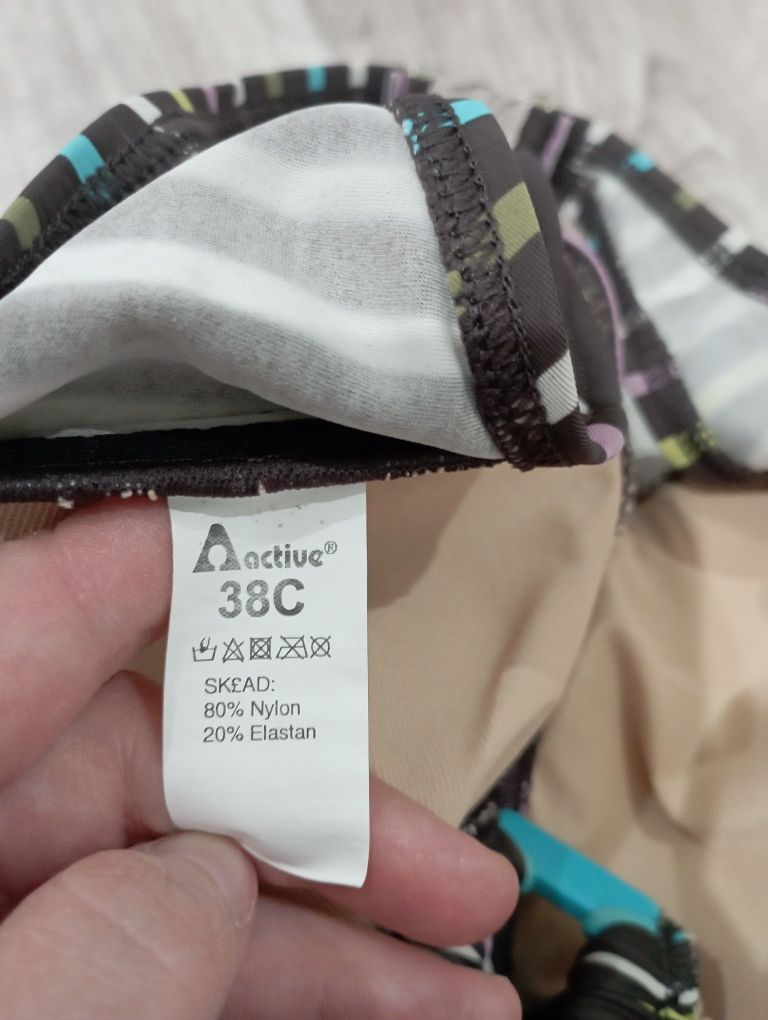 active®
38C
SK£AD:
80% Nylon
20% Elastan